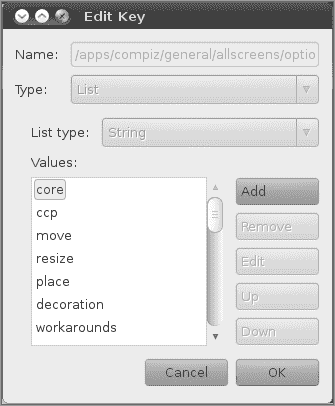 Edit Key
Name: /apps/compiz/general/allscreens/optio
Type: List
List type: String
Values:
core
ccp
move
resize
place
decoration
workarounds
Add
Remove
Edit
Up
Down
Cancel OK